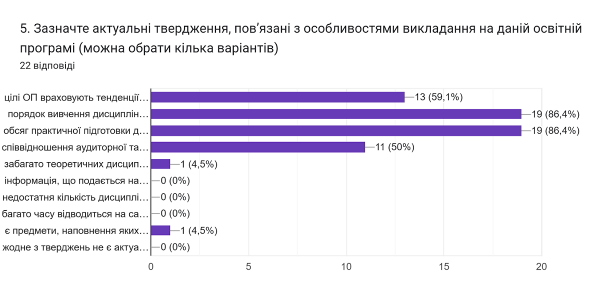 5. Зазначте актуальні твердження, пов’язані з особливостями викладання на даній освітній
програмі (можна обрати кілька варіантів)
22 відповіді
цілі ОП враховують тенденції… 13 (59,1%)
порядок вивчення дисциплін… 19 (86,4%)
обсяг практичної підготовки д… 19 (86,4%)
співвідношення аудиторної та… 11 (50%)
забагато теоретичних дисцип… 1 (4,5%)
інформація, що подається на… 0 (0%)
недостатня кількість дисциплі… 0 (0%)
багато часу відводиться на са… 0 (0%)
є предмети, наповнення яких… 1 (4,5%)
жодне з тверджень не є актуа… 0 (0%)
0 5 10 15 20